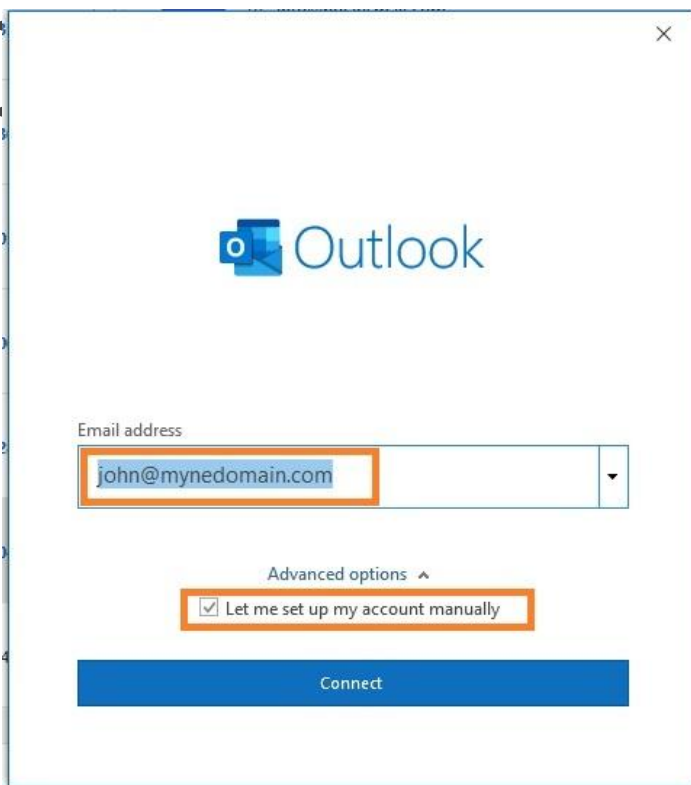 Outlook
Email address
john@mynedomain.com
Advanced options
Let me set up my account manually
Connect